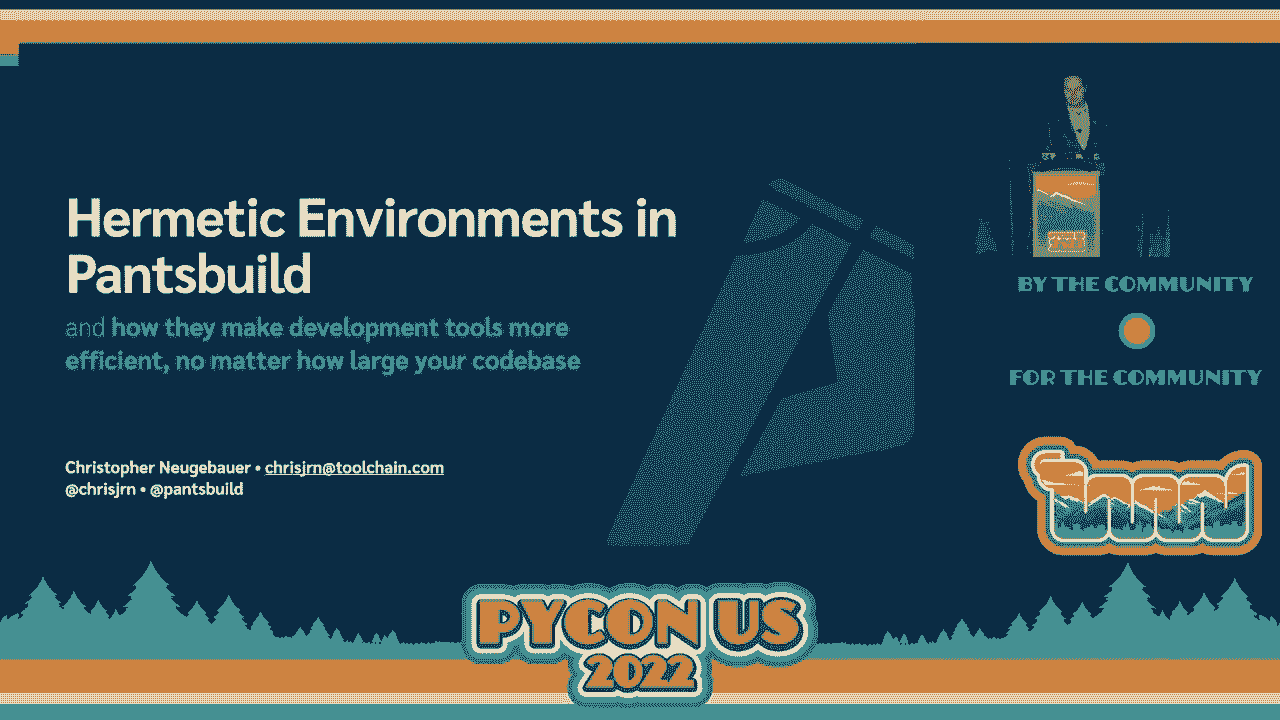 Hermetic Environments in
Pantsbuild
and how they make development tools more
efficient, no matter how large your codebase
Christopher Neugebauer • chrisjrn@toolchain.com
@chrisjrn • @pantsbuild
BY THE COMMUNITY
FOR THE COMMUNITY
PYCON US
2022